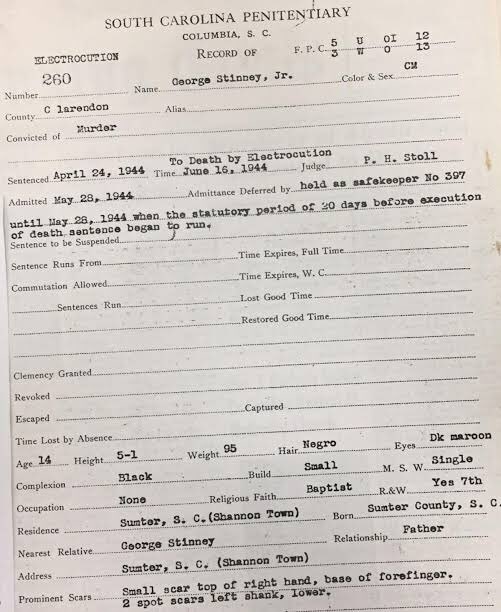 SOUTH CAROLINA PENITENTIARY
COLUMBIA, S. C.
ELECTROCUTION RECORD OF F. P. C. 5 U OI 12
3 W O 13
260 CM
Number Name George Stinney, Jr. Color & Sex
County C larendon Alias
Convicted of Murder
To Death by Electrocution
Sentenced April 24, 1944 Time June 16, 1944 Judge P. H. Stoll
Admitted May 28, 1944 Admittance Deferred by held as safekeeper No 397
until May 28, 1944 when the statutory period of 20 days before execution
of death sentence began to run.
Sentence to be Suspended
Sentence Runs From Time Expires, Full Time
Commutation Allowed Time Expires, W. C.
Sentences Run Lost Good Time
Restored Good Time
Clemency Granted
Revoked
Escaped Captured
Time Lost by Absence
Age 14 Height 5-1 Weight 95 Hair Negro Eyes Dk maroon
Complexion Black Build Small M. S. W. Single
Occupation None Religious Faith Baptist R.&W. Yes 7th
Residence Sumter, S. C.(Shannon Town) Born Sumter County, S. C.
Nearest Relative George Stinney Relationship Father
Address Sumter, S. C. (Shannon Town)
Prominent Scars Small scar top of right hand, base of forefinger.
2 spot scars left shank, lower.